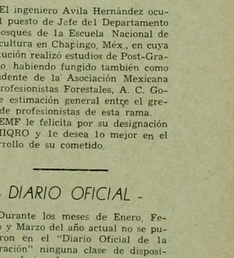 El ingeniero Avila Hernández ocu-
l puesto de Jefe del Departamento
osques de la Escuela Nacional de
cultura en Chapingo, Méx., en cuya
ución realizó estudios de Post-Gra-
o, habiendo fungido también como
idente de la Asociación Mexicana
rofesionistas Forestales, A. C. Go-
e estimación general entre el gre-
de profesionistas de esta rama.
EMF le felicita por su designación
MIQRO y le desea lo mejor en el
rrollo de su cometido.
- DIARIO OFICIAL -
Durante los meses de Enero, Fe-
o y Marzo del año actual no se pu-
ron en el "Diario Oficial de la
ración" ninguna clase de disposi-